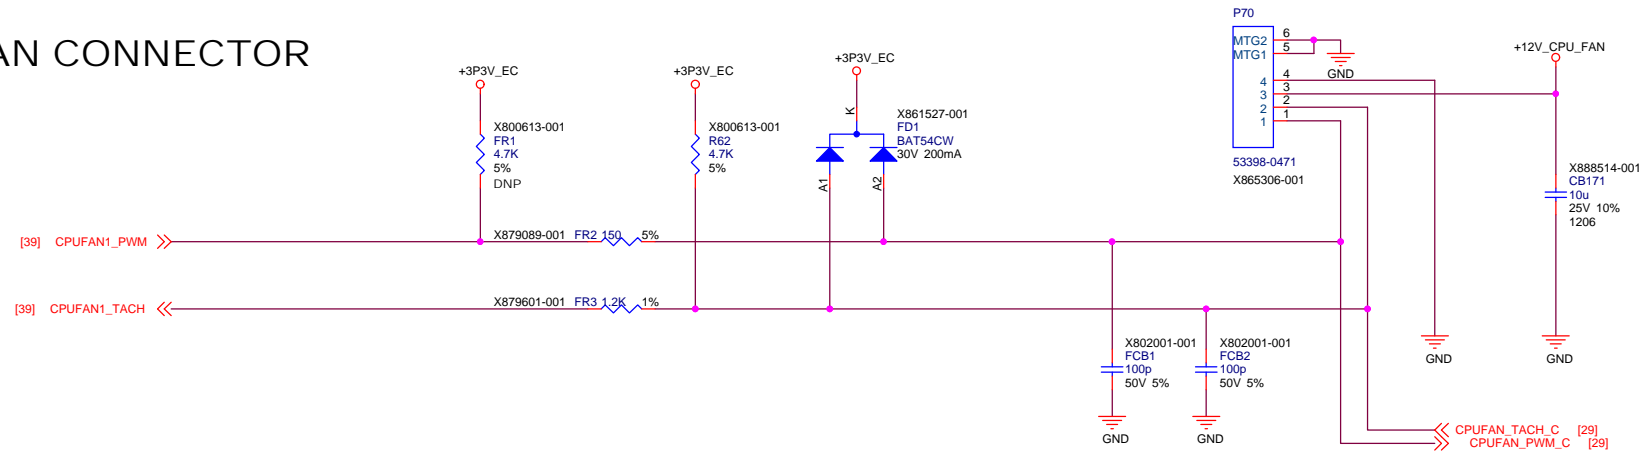 AN CONNECTOR
P70
MTG2
MTG1
6
5
4
3
2
1
4
3
2
1
GND
53398-0471
X865306-001
+12V_CPU_FAN
+3P3V_EC
+3P3V_EC
+3P3V_EC
X800613-001
FR1
4.7K
5%
DNP
X800613-001
R62
4.7K
5%
K
X861527-001
FD1
BAT54CW
30V 200mA
A1
A2
X888514-001
CB171
10u
25V 10%
1206
[39] CPUFAN1_PWM
X879089-001 FR2 150 5%
[39] CPUFAN1_TACH
X879601-001 FR3 1.2K 1%
X802001-001
FCB1
100p
50V 5%
GND
X802001-001
FCB2
100p
50V 5%
GND
GND
GND
CPUFAN_TACH_C [29]
CPUFAN_PWM_C [29]